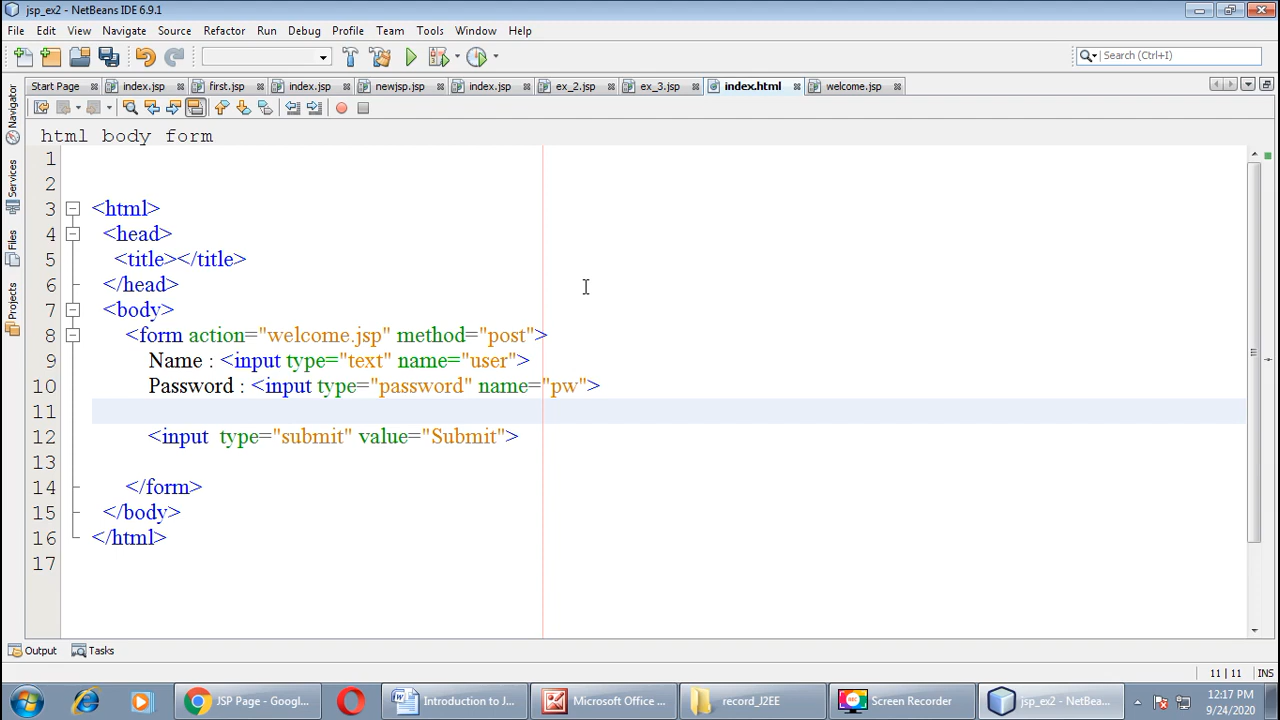 jsp_ex2 - NetBeans IDE 6.9.1
File Edit View Navigate Source Refactor Run Debug Profile Team Tools Window Help
Search (Ctrl+I)
Start Page index.jsp first.jsp index.jsp newjsp.jsp index.jsp ex_2.jsp ex_3.jsp index.html welcome.jsp
Navigator
Services
Files
Projects
html body form
1
2
3 <html>
4 <head>
5 <title></title>
6 </head>
7 <body>
8 <form action="welcome.jsp" method="post">
9 Name : <input type="text" name="user">
10 Password : <input type="password" name="pw">
11
12 <input  type="submit" value="Submit">
13
14 </form>
15 </body>
16 </html>
17
Output Tasks
11 | 11 INS
JSP Page - Googl... Introduction to J... Microsoft Office ... record_J2EE Screen Recorder jsp_ex2 - NetBea... 12:17 PM
9/24/2020